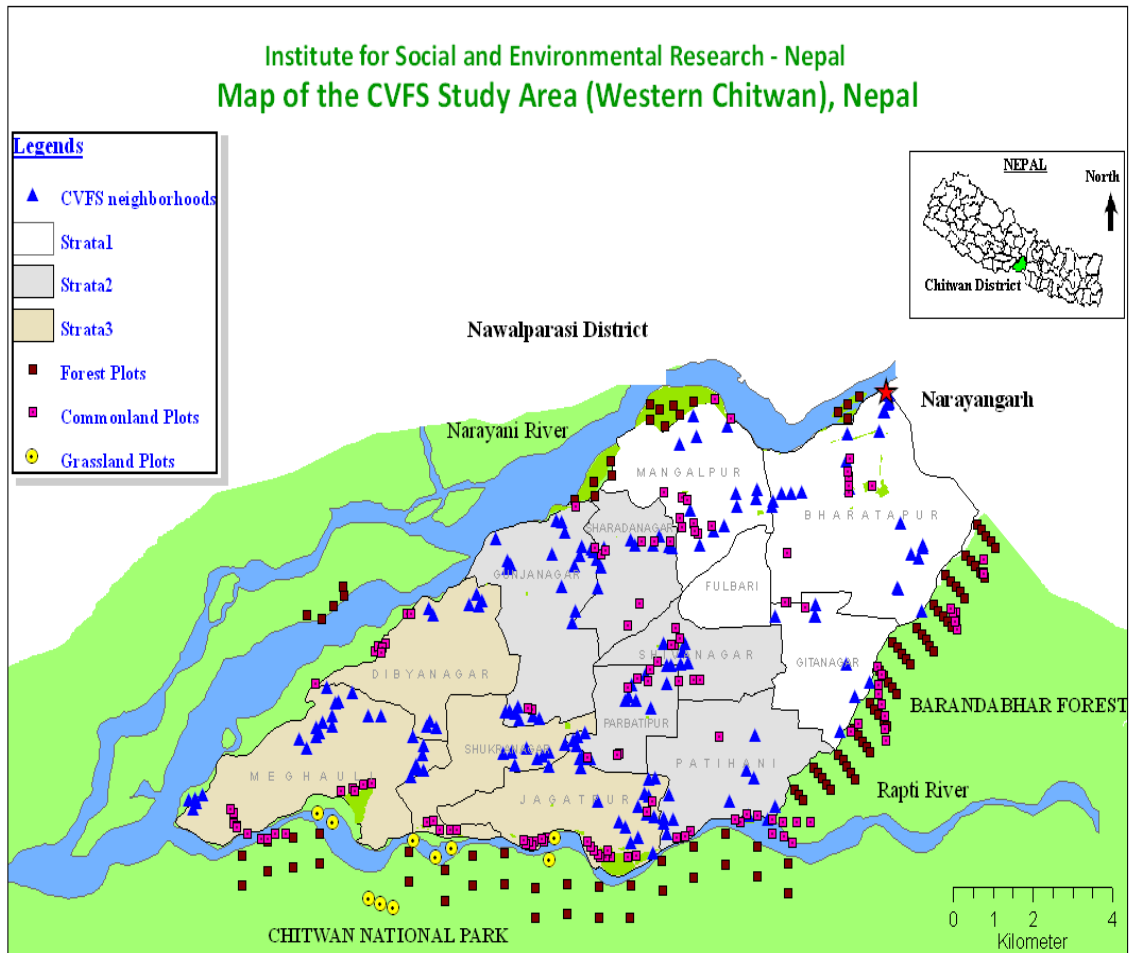 Institute for Social and Environmental Research - Nepal
Map of the CVFS Study Area (Western Chitwan), Nepal
Legends
CVFS neighborhoods
Strata1
Strata2
Strata3
Forest Plots
Commonland Plots
Grassland Plots
NEPAL
North
Chitwan District
Nawalparasi District
Narayangarh
Narayani River
MANGALPUR
BHARATAPUR
SHARADANAGAR
GUNJANAGAR
FULBARI
SHIVANAGAR
GITANAGAR
DIBYANAGAR
BARANDABHAR FOREST
PARBATIPUR
SHUKRANAGAR
PATIHANI
MEGHAULI
JAGATPUR
Rapti River
CHITWAN NATIONAL PARK
0 1 2 4
Kilometer